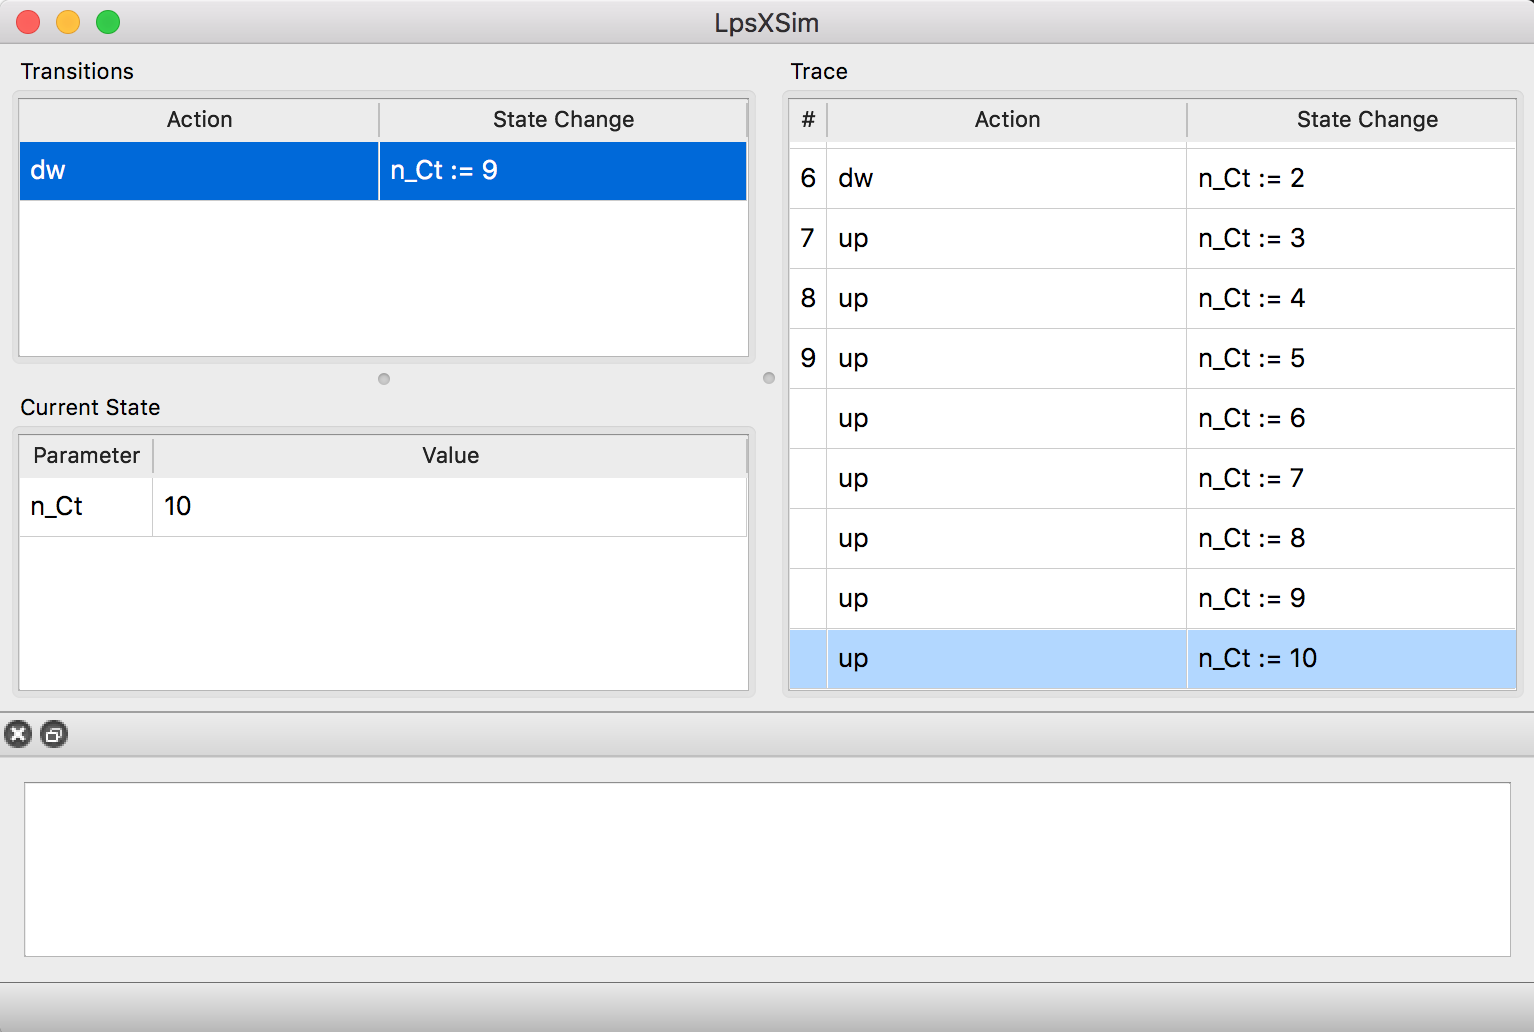 LpsXSim
Transitions
Action State Change
dw n_Ct := 9
Current State
Parameter Value
n_Ct 10
Trace
# Action State Change
6 dw n_Ct := 2
7 up n_Ct := 3
8 up n_Ct := 4
9 up n_Ct := 5
up n_Ct := 6
up n_Ct := 7
up n_Ct := 8
up n_Ct := 9
up n_Ct := 10